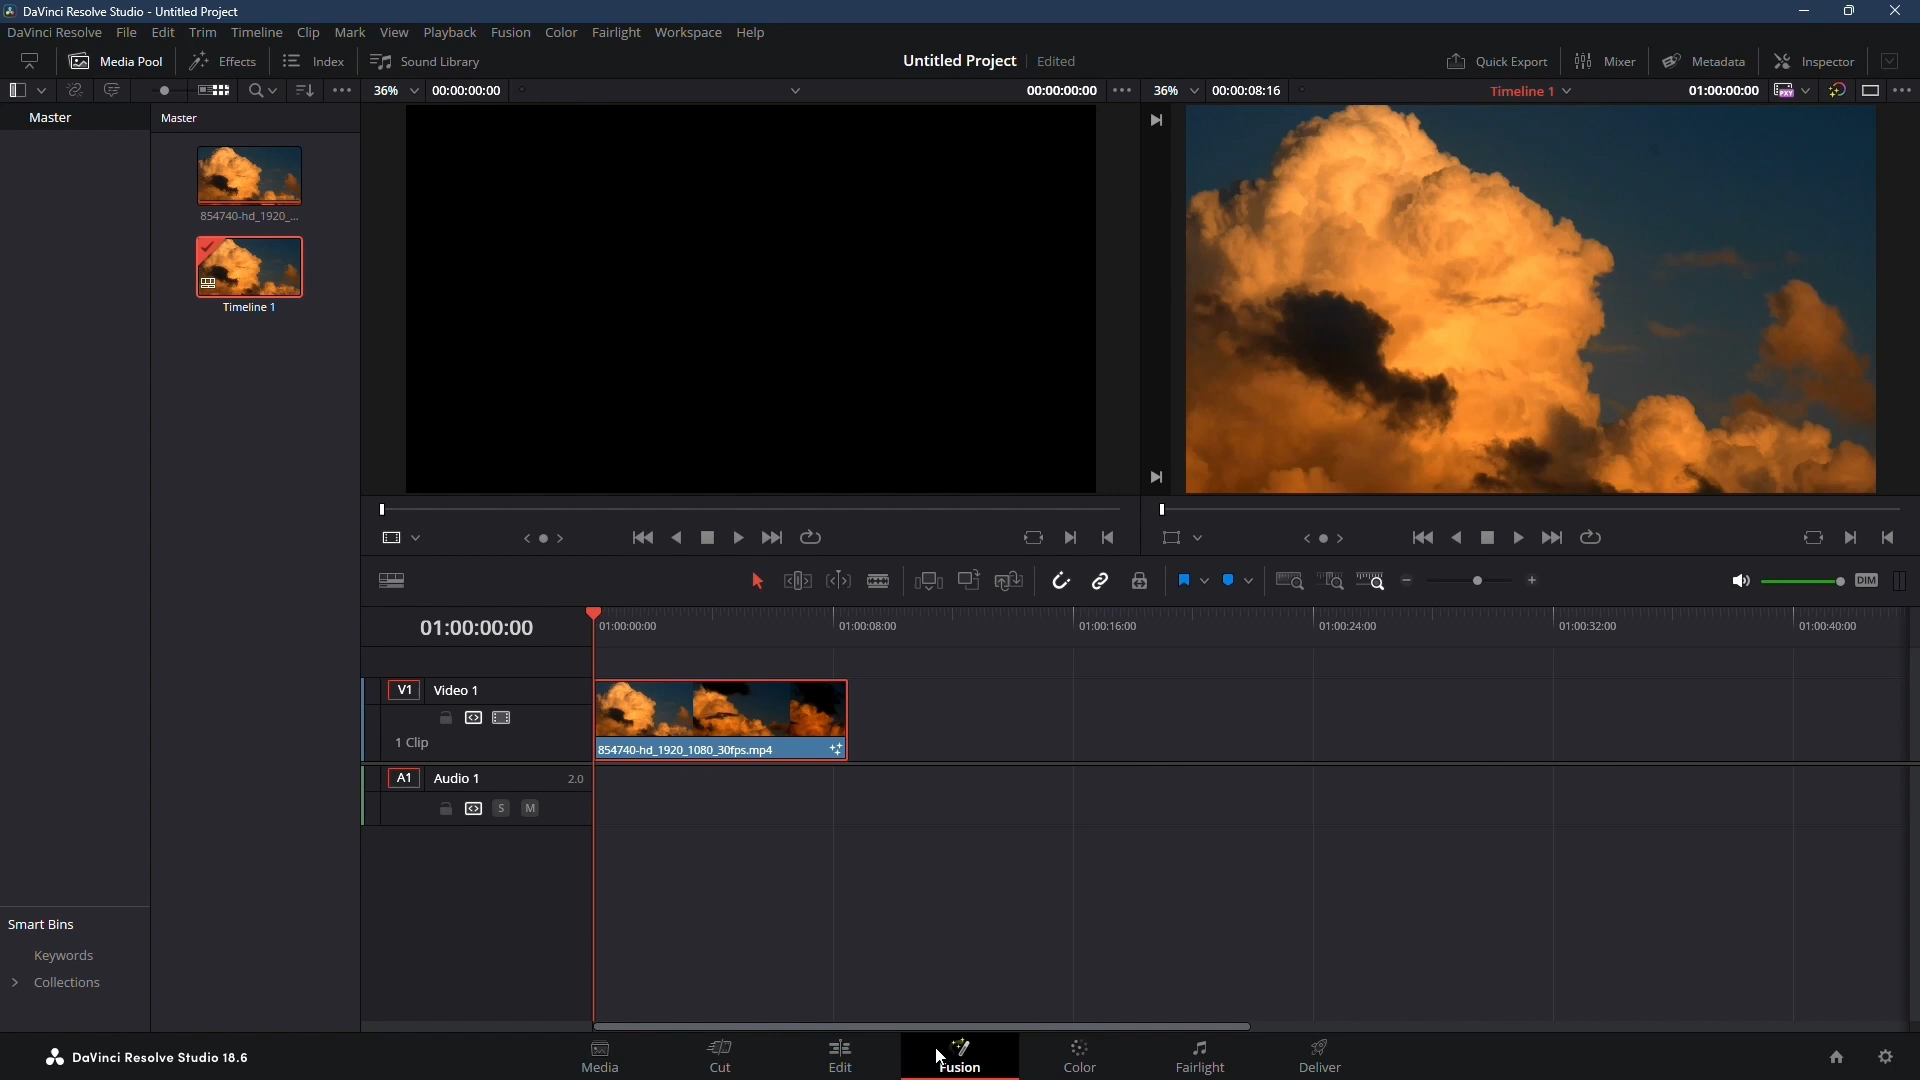 DaVinci Resolve Studio - Untitled Project
DaVinci Resolve File Edit Trim Timeline Clip Mark View Playback Fusion Color Fairlight Workspace Help
Media Pool Effects Index Sound Library Untitled Project Edited Quick Export Mixer Metadata Inspector
36% 00:00:00:00 00:00:00:00 36% 00:00:08:16 Timeline 1 01:00:00:00 PXY
Master Master
854740-hd_1920_...
Timeline 1
DIM
01:00:00:00 01:00:00:00 01:00:08:00 01:00:16:00 01:00:24:00 01:00:32:00 01:00:40:00
V1 Video 1
1 Clip
854740-hd_1920_1080_30fps.mp4
A1 Audio 1 2.0
S M
Smart Bins
Keywords
Collections
DaVinci Resolve Studio 18.6 Media Cut Edit Fusion Color Fairlight Deliver